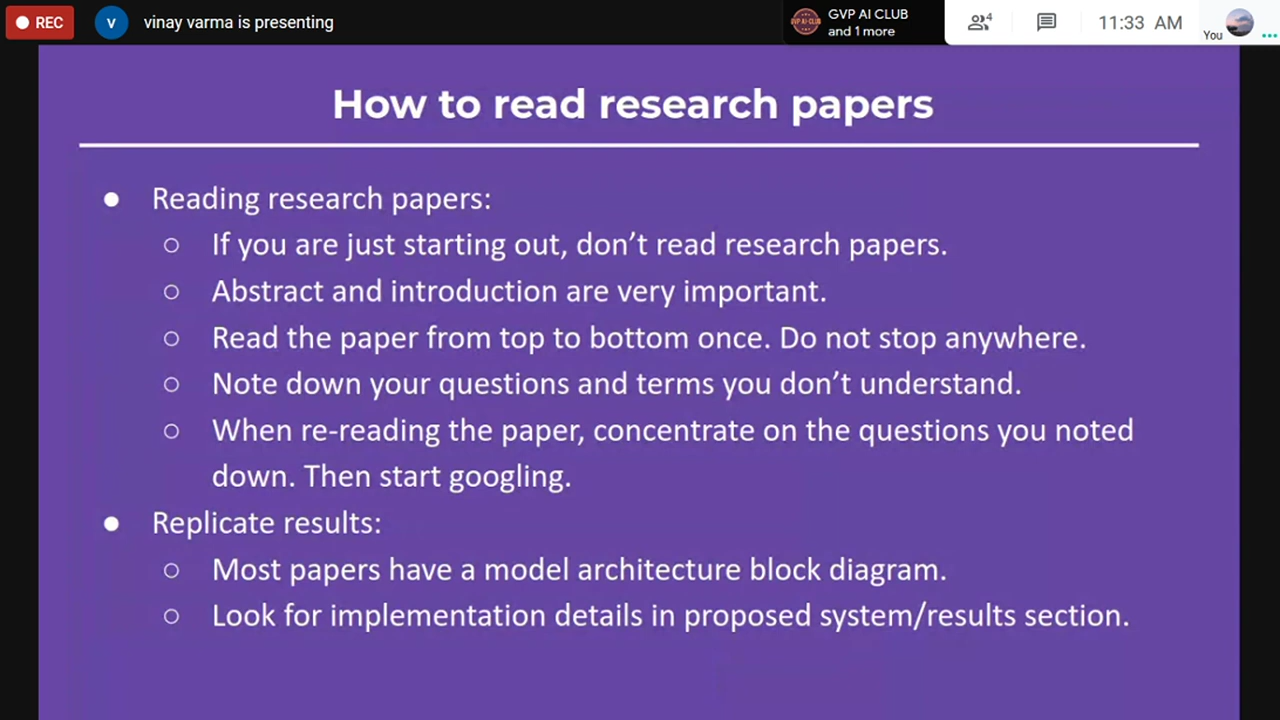 REC
v
vinay varma is presenting
GVP AI CLUB
and 1 more
4
11:33 AM
You
How to read research papers
● Reading research papers:
○ If you are just starting out, don’t read research papers.
○ Abstract and introduction are very important.
○ Read the paper from top to bottom once. Do not stop anywhere.
○ Note down your questions and terms you don’t understand.
○ When re-reading the paper, concentrate on the questions you noted
down. Then start googling.
● Replicate results:
○ Most papers have a model architecture block diagram.
○ Look for implementation details in proposed system/results section.